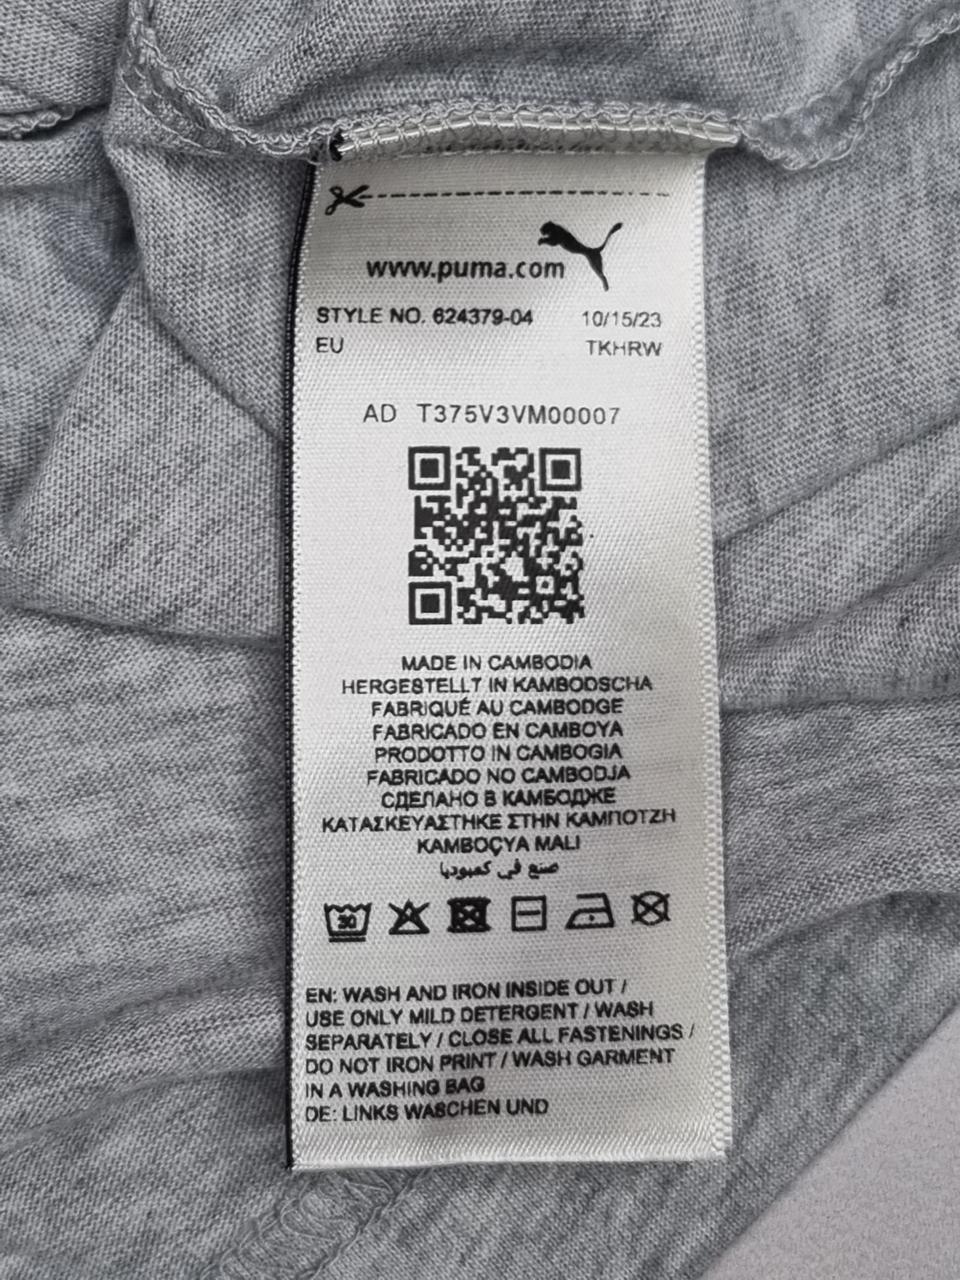 www.puma.com
STYLE NO. 624379-04 10/15/23
EU TKHRW
AD T375V3VM00007
MADE IN CAMBODIA
HERGESTELLT IN KAMBODSCHA
FABRIQUÉ AU CAMBODGE
FABRICADO EN CAMBOYA
PRODOTTO IN CAMBOGIA
FABRICADO NO CAMBODJA
СДЕЛАНО В КАМБОДЖЕ
ΚΑΤΑΣΚΕΥΑΣΤΗΚΕ ΣΤΗΝ ΚΑΜΠΟΤΖΗ
KAMBOÇYA MALI
صنع في كمبوديا
30
EN: WASH AND IRON INSIDE OUT /
USE ONLY MILD DETERGENT / WASH
SEPARATELY / CLOSE ALL FASTENINGS /
DO NOT IRON PRINT / WASH GARMENT
IN A WASHING BAG
DE: LINKS WASCHEN UND